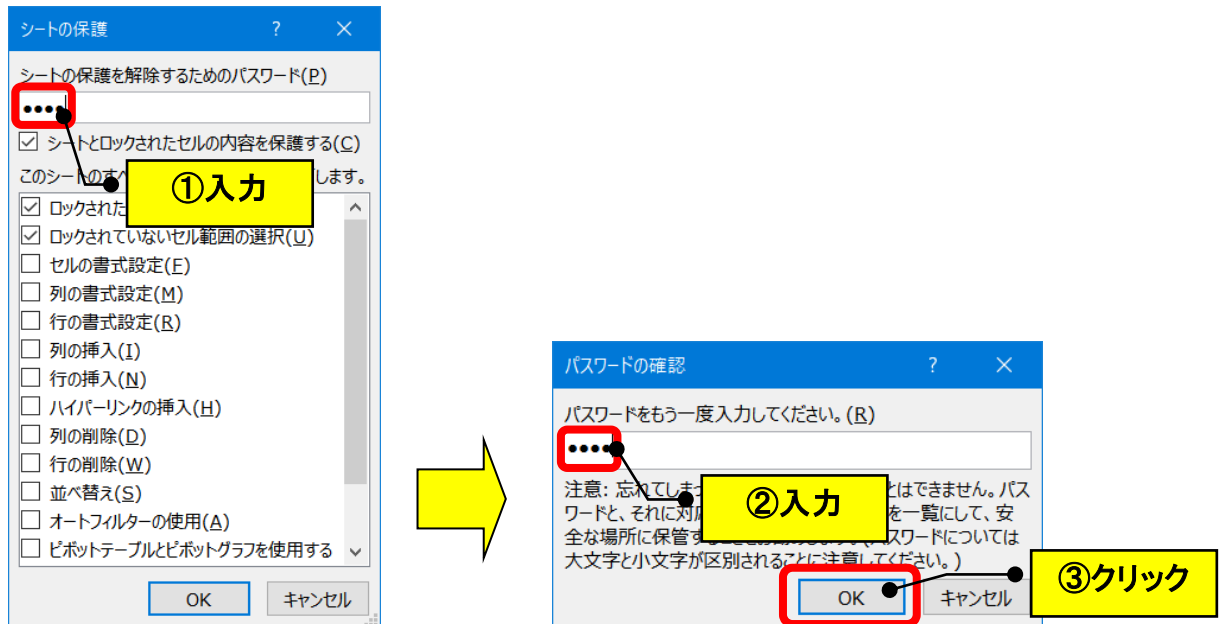 シートの保護
シートの保護を解除するためのパスワード(P)
●●●●
シートとロックされたセルの内容を保護する(C)
このシートのす します。
①入力
ロックされた
ロックされていないセル範囲の選択(U)
セルの書式設定(F)
列の書式設定(M)
行の書式設定(R)
列の挿入(I)
行の挿入(N)
ハイパーリンクの挿入(H)
列の削除(D)
行の削除(W)
並べ替え(S)
オートフィルターの使用(A)
ピボットテーブルとピボットグラフを使用する
OK キャンセル
パスワードの確認
パスワードをもう一度入力してください。(R)
●●●●
注意: 忘れてしまっ とはできません。パス
ワードと、それに対応 を一覧にして、安
全な場所に保管する パスワードについては
大文字と小文字が区別されることに注意してください。)
②入力
OK キャンセル
③クリック